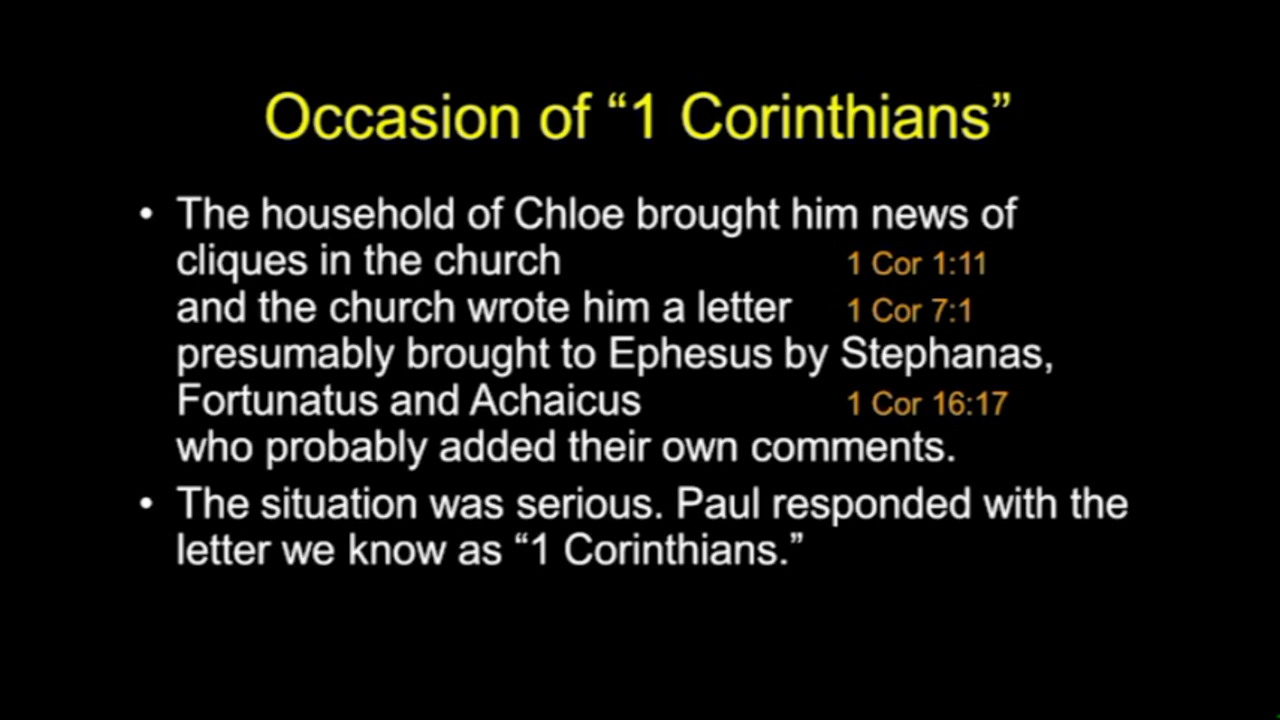 Occasion of “1 Corinthians”
• The household of Chloe brought him news of
cliques in the church 1 Cor 1:11
and the church wrote him a letter 1 Cor 7:1
presumably brought to Ephesus by Stephanas,
Fortunatus and Achaicus 1 Cor 16:17
who probably added their own comments.
• The situation was serious. Paul responded with the
letter we know as “1 Corinthians.”